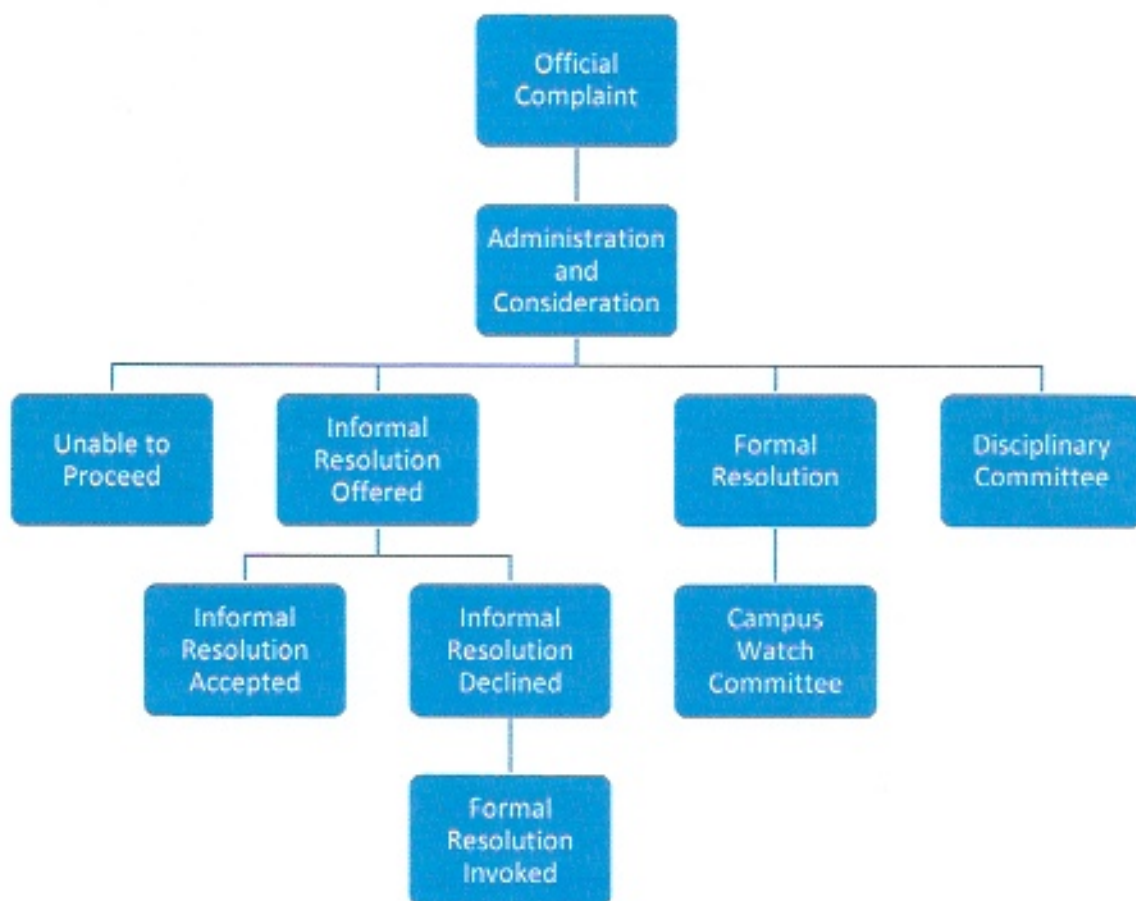 Official
Complaint
Administration
and
Consideration
Unable to
Proceed
Informal
Resolution
Offered
Formal
Resolution
Disciplinary
Committee
Informal
Resolution
Accepted
Informal
Resolution
Declined
Campus
Watch
Committee
Formal
Resolution
Invoked